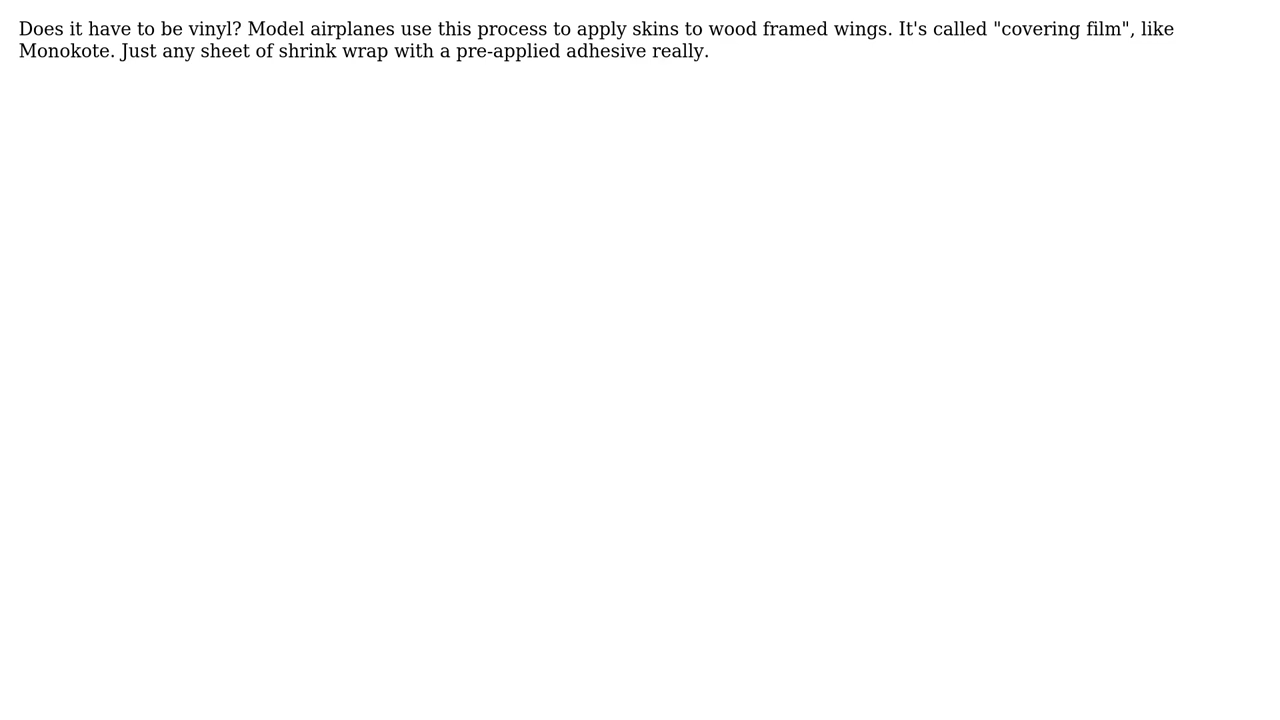 Does it have to be vinyl? Model airplanes use this process to apply skins to wood framed wings. It's called "covering film", like
Monokote. Just any sheet of shrink wrap with a pre-applied adhesive really.